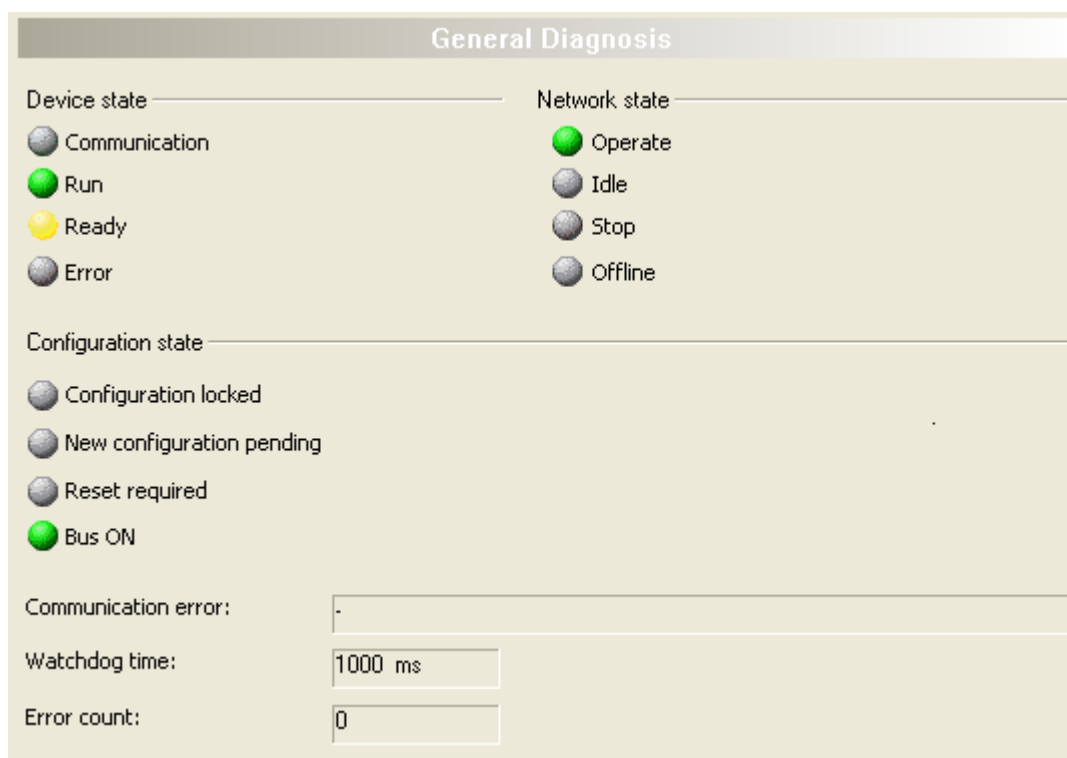 General Diagnosis
Device state
Communication
Run
Ready
Error
Network state
Operate
Idle
Stop
Offline
Configuration state
Configuration locked
New configuration pending
Reset required
Bus ON
Communication error: -
Watchdog time: 1000 ms
Error count: 0